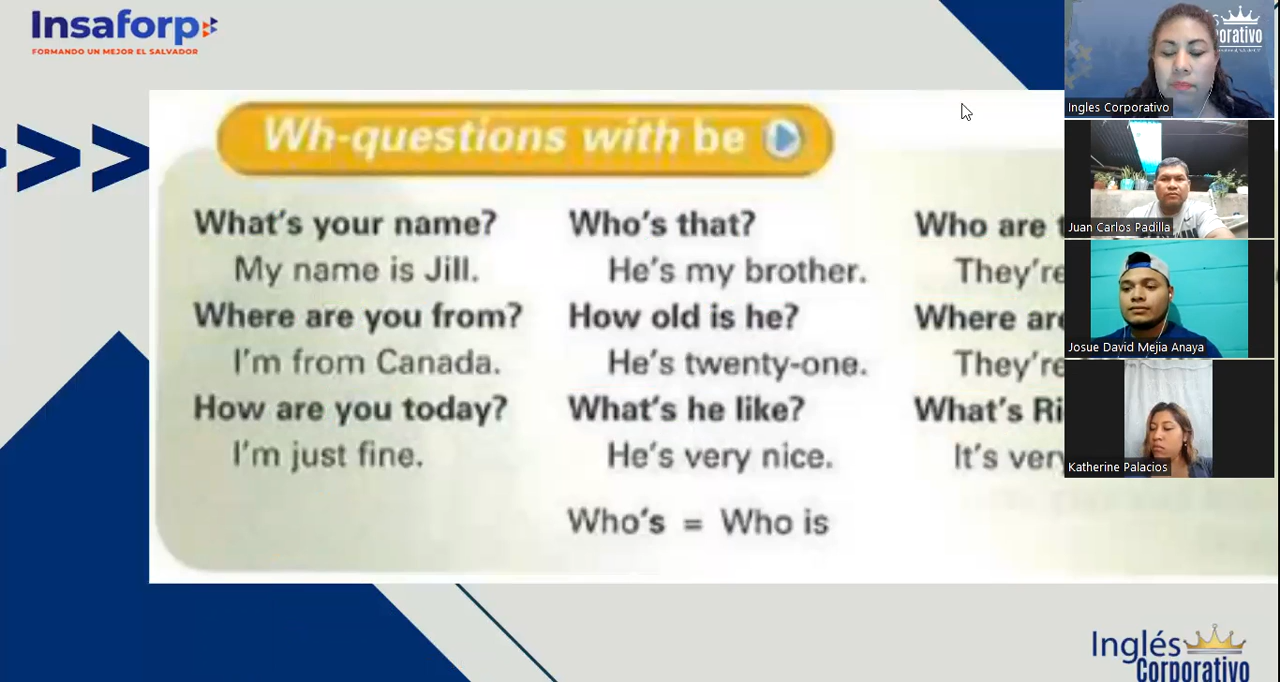 Insaforp
FORMANDO UN MEJOR EL SALVADOR
Wh-questions with be
What's your name?
My name is Jill.
Where are you from?
I'm from Canada.
How are you today?
I'm just fine.
Who's that?
He's my brother.
How old is he?
He's twenty-one.
What's he like?
He's very nice.
Who's = Who is
Who are
They're
Where are
They're
What's
It's
Ingles Corporativo
Juan Carlos Padilla
Josue David Mejia Anaya
Katherine Palacios
Inglés
Corporativo